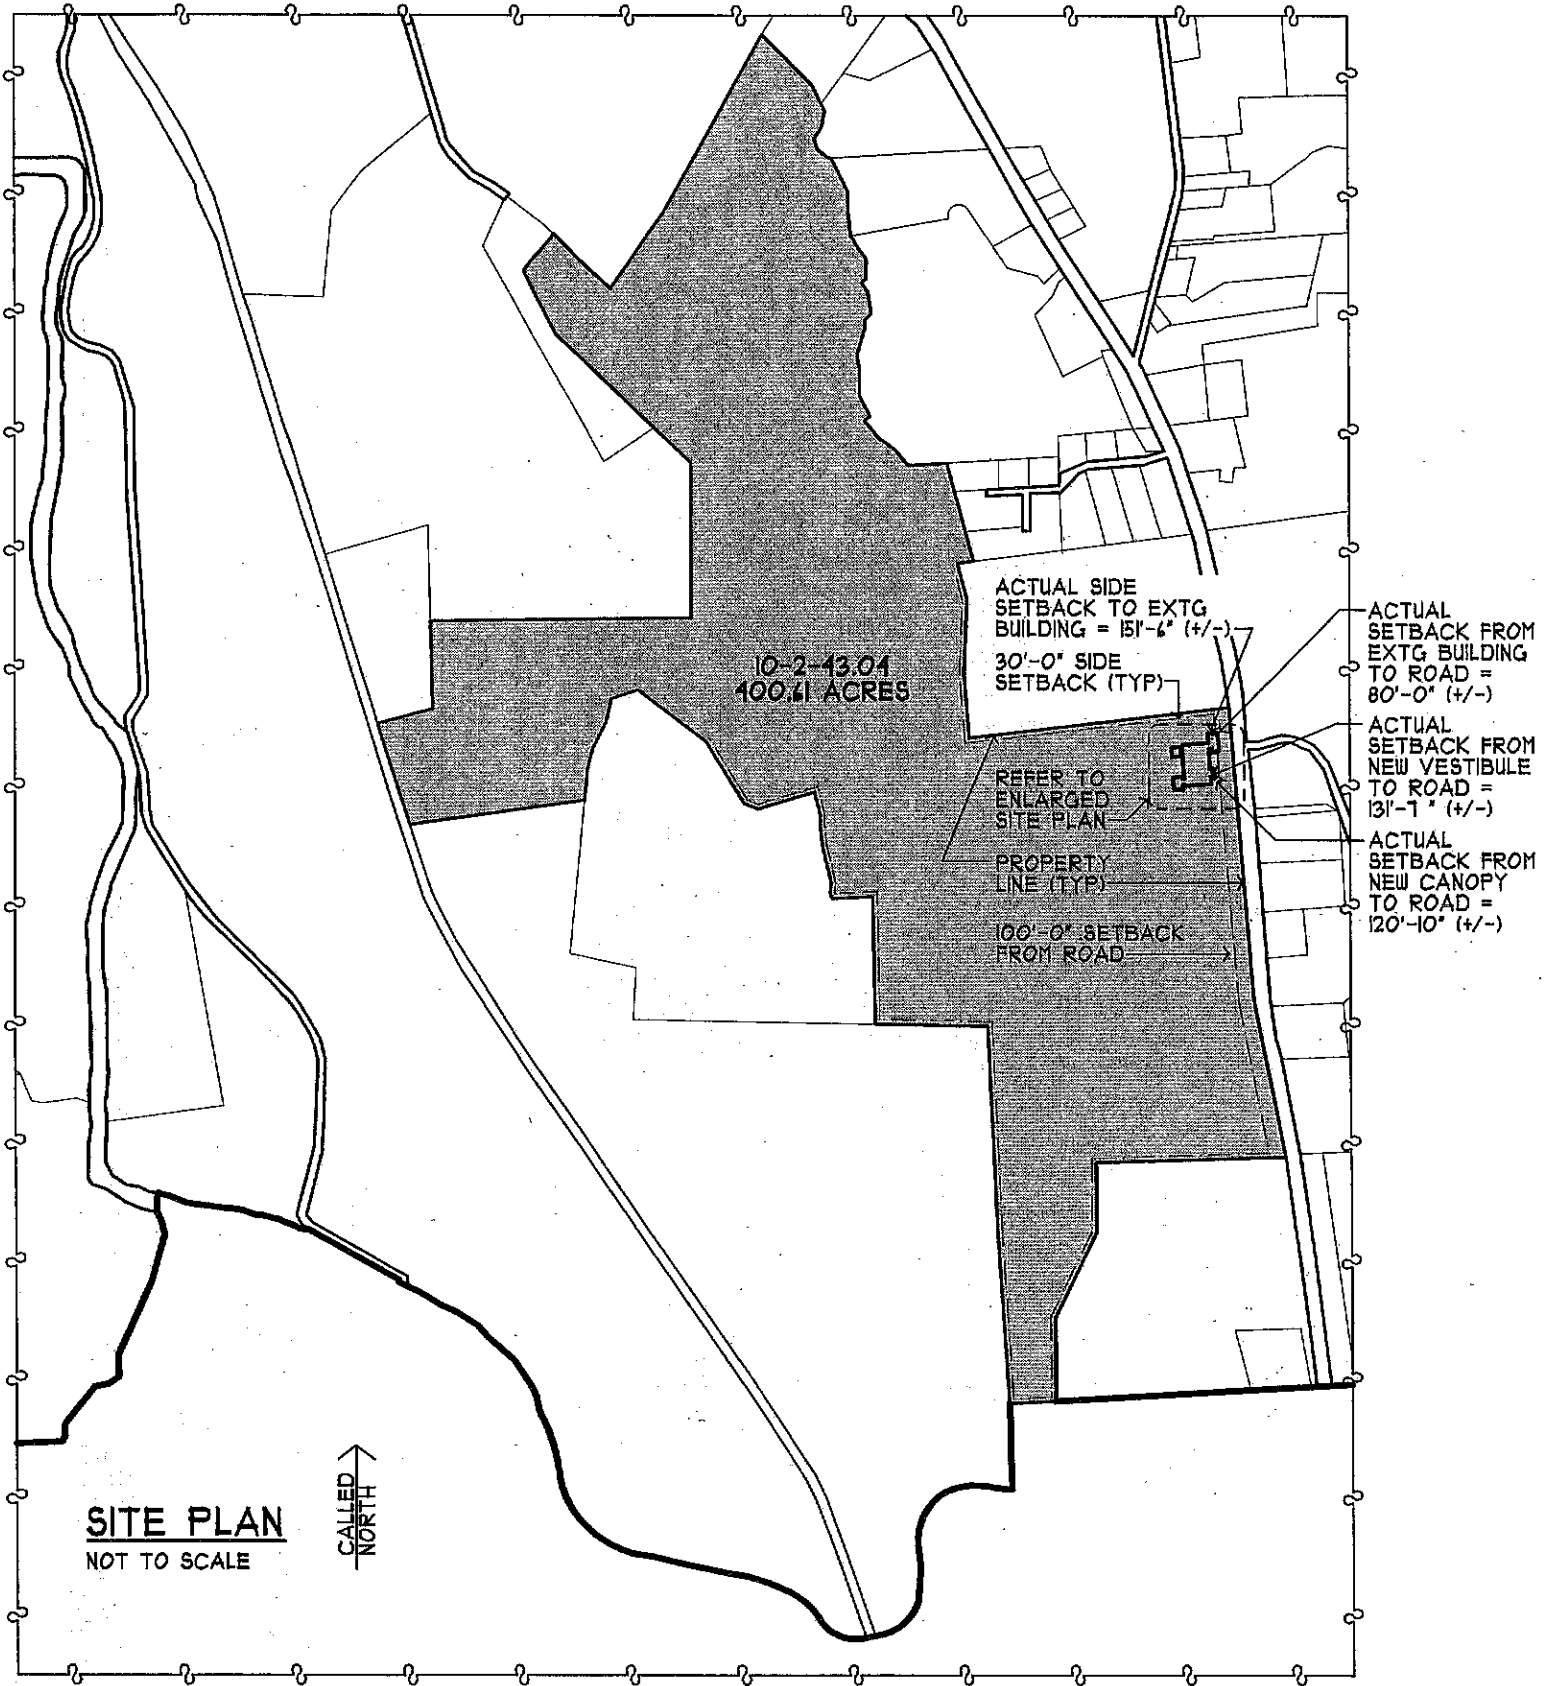 ACTUAL SIDE
SETBACK TO EXTG
BUILDING = 151'-6" (+/-)
30'-0" SIDE
SETBACK (TYP)
ACTUAL
SETBACK FROM
EXTG BUILDING
TO ROAD =
80'-0" (+/-)
10-2-43.04
400.61 ACRES
ACTUAL
SETBACK FROM
NEW VESTIBULE
TO ROAD =
131'-7" (+/-)
REFER TO
ENLARGED
SITE PLAN
ACTUAL
SETBACK FROM
NEW CANOPY
TO ROAD =
120'-10" (+/-)
PROPERTY
LINE (TYP)
100'-0" SETBACK
FROM ROAD
SITE PLAN
NOT TO SCALE
CALLED
NORTH